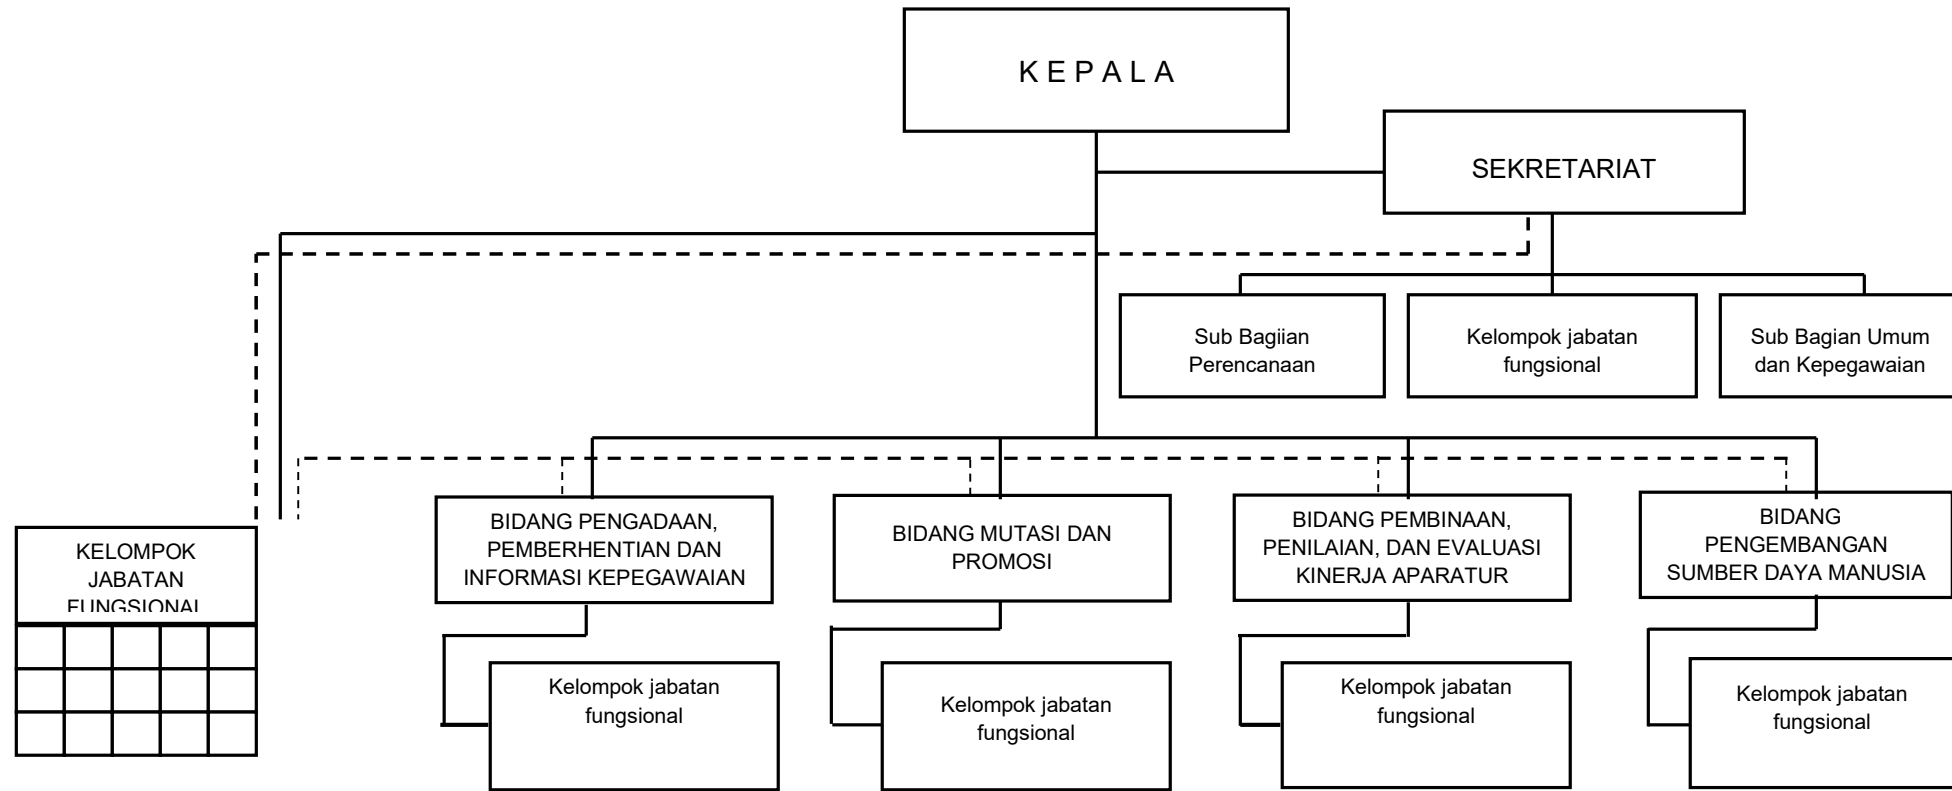 K E P A L A
SEKRETARIAT
Sub Bagiian
Perencanaan
Kelompok jabatan
fungsional
Sub Bagian Umum
dan Kepegawaian
KELOMPOK
JABATAN
FUNGSIONAL
BIDANG PENGADAAN,
PEMBERHENTIAN DAN
INFORMASI KEPEGAWAIAN
BIDANG MUTASI DAN
PROMOSI
BIDANG PEMBINAAN,
PENILAIAN, DAN EVALUASI
KINERJA APARATUR
BIDANG
PENGEMBANGAN
SUMBER DAYA MANUSIA
Kelompok jabatan
fungsional
Kelompok jabatan
fungsional
Kelompok jabatan
fungsional
Kelompok jabatan
fungsional